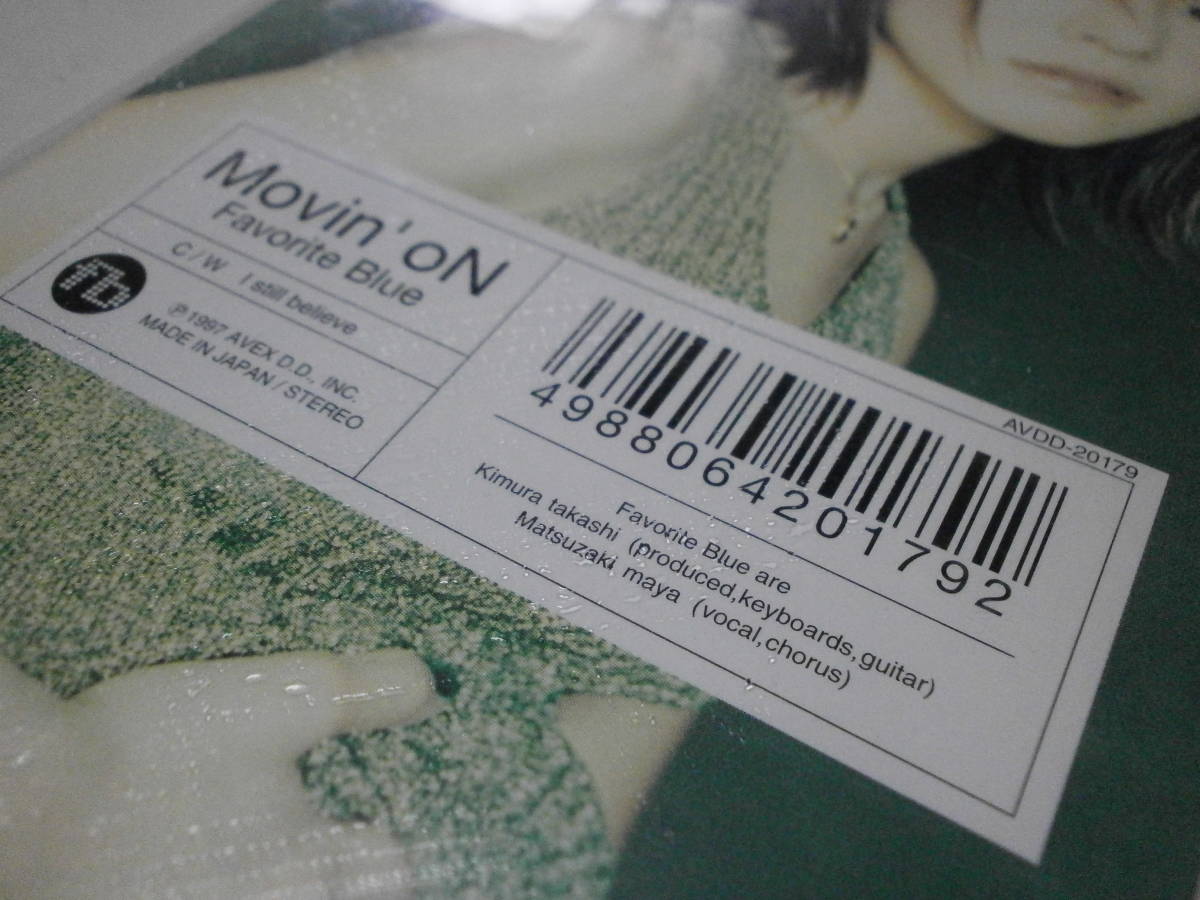 Movin'oN
Favorite Blue
C/W I still believe
fb
℗1997 AVEX D.D., INC.
MADE IN JAPAN / STEREO
AVDD-20179
4988064201792
Favorite Blue are
Kimura takashi (produced,keyboards,guitar)
Matsuzaki maya (vocal,chorus)